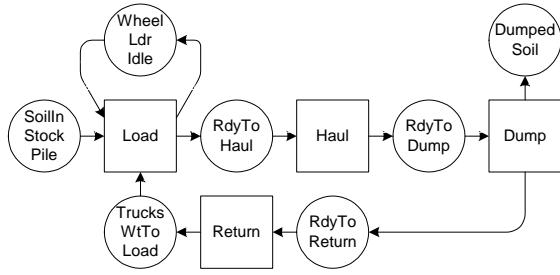 Wheel
Ldr
Idle
Dumped
Soil
SoilIn
Stock
Pile
Load
RdyTo
Haul
Haul
RdyTo
Dump
Dump
Trucks
WtTo
Load
Return
RdyTo
Return